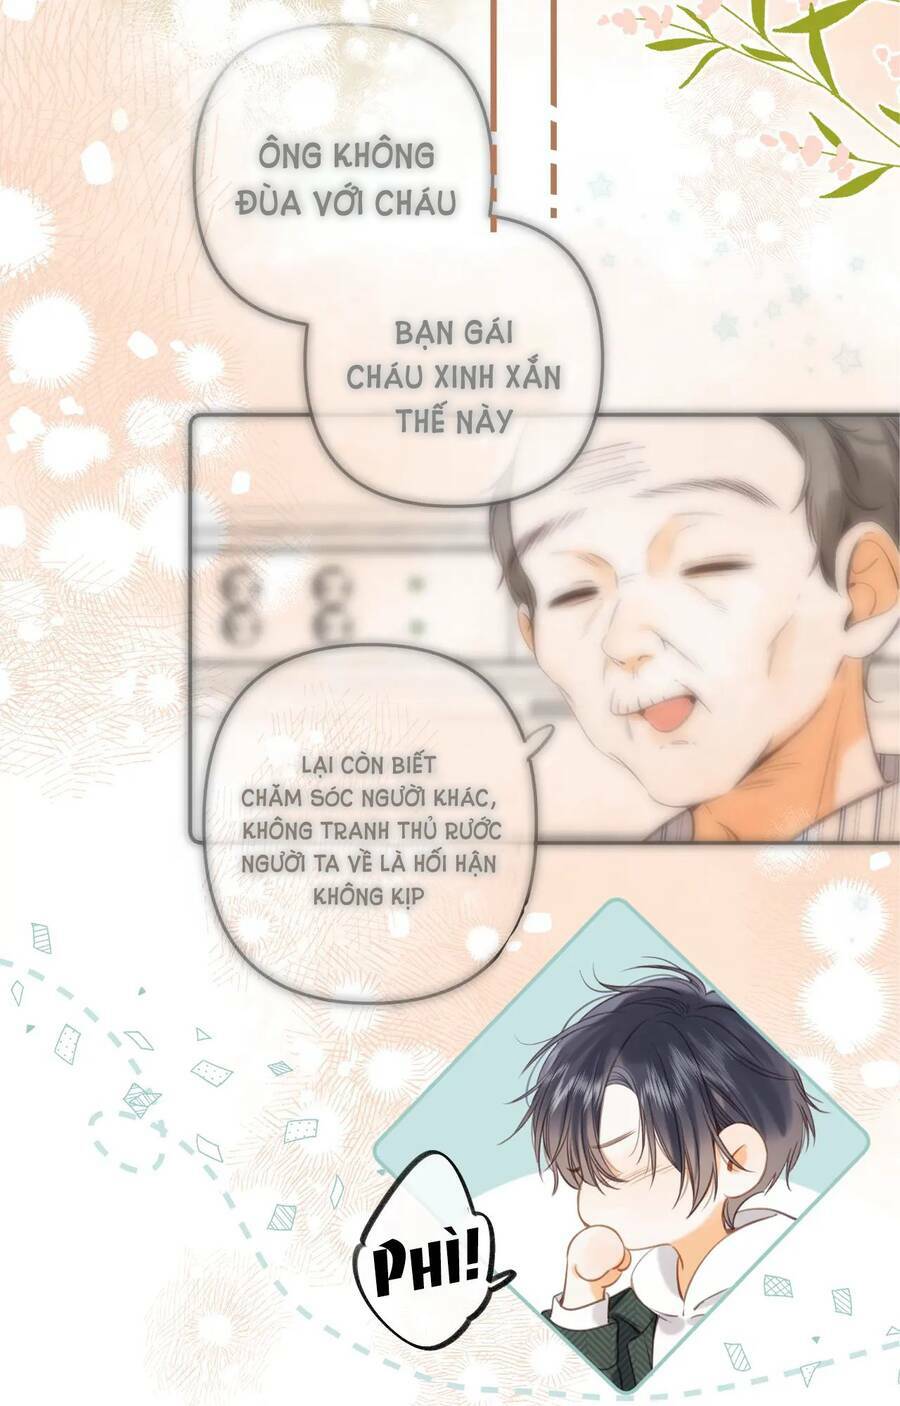 ÔNG KHÔNG
ĐÙA VỚI CHÁU
BẠN GÁI
CHÁU XINH XẮN
THẾ NÀY
LẠI CÒN BIẾT
CHĂM SÓC NGƯỜI KHÁC,
KHÔNG TRANH THỦ RƯỚC
NGƯỜI TA VỀ LÀ HỐI HẬN
KHÔNG KỊP
PHÌ!